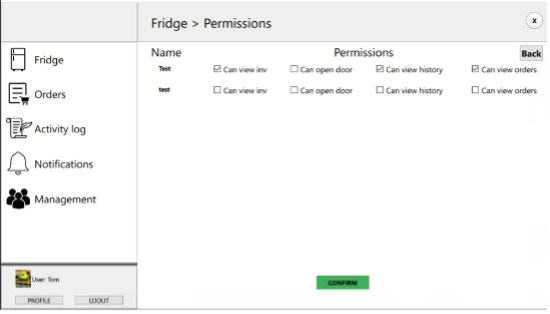 Fridge > Permissions
x
Name Permissions Back
Test Can view inv Can open door Can view history Can view orders
test Can view inv Can open door Can view history Can view orders
Fridge
Orders
Activity log
Notifications
Management
User: Tom
PROFILE LOOUT
CONFIRM